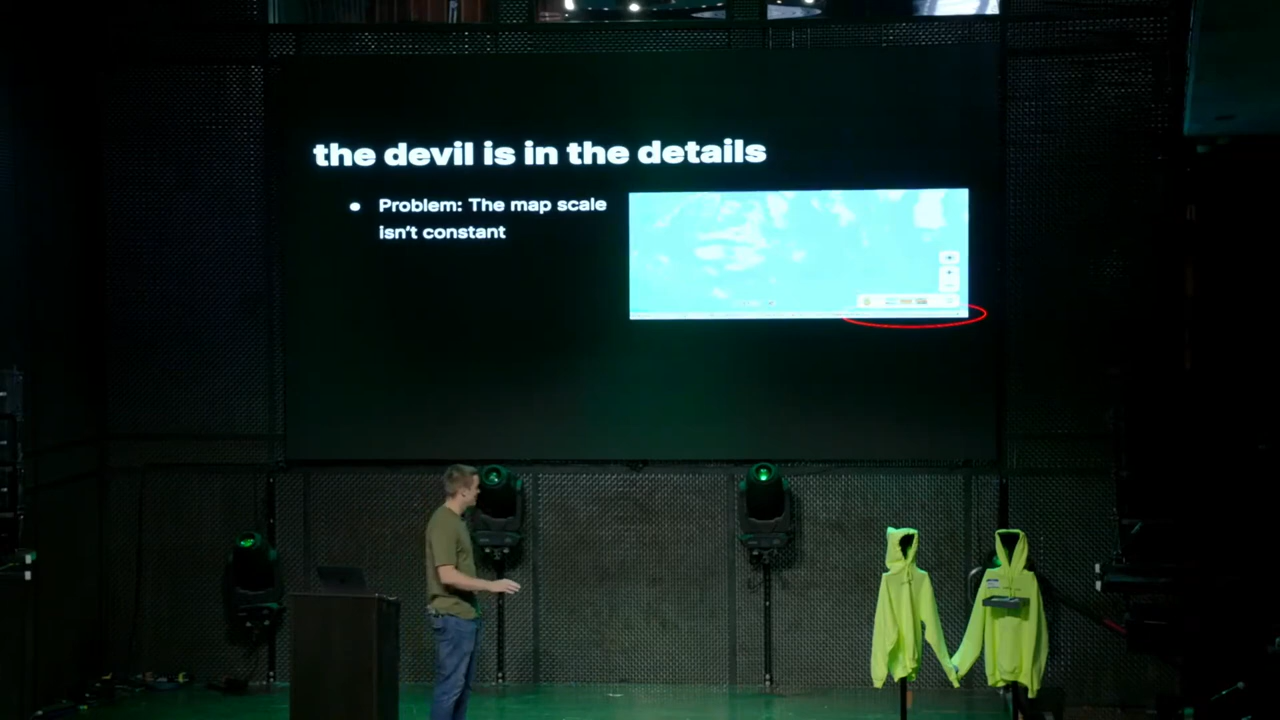 the devil is in the details
Problem: The map scale
isn't constant